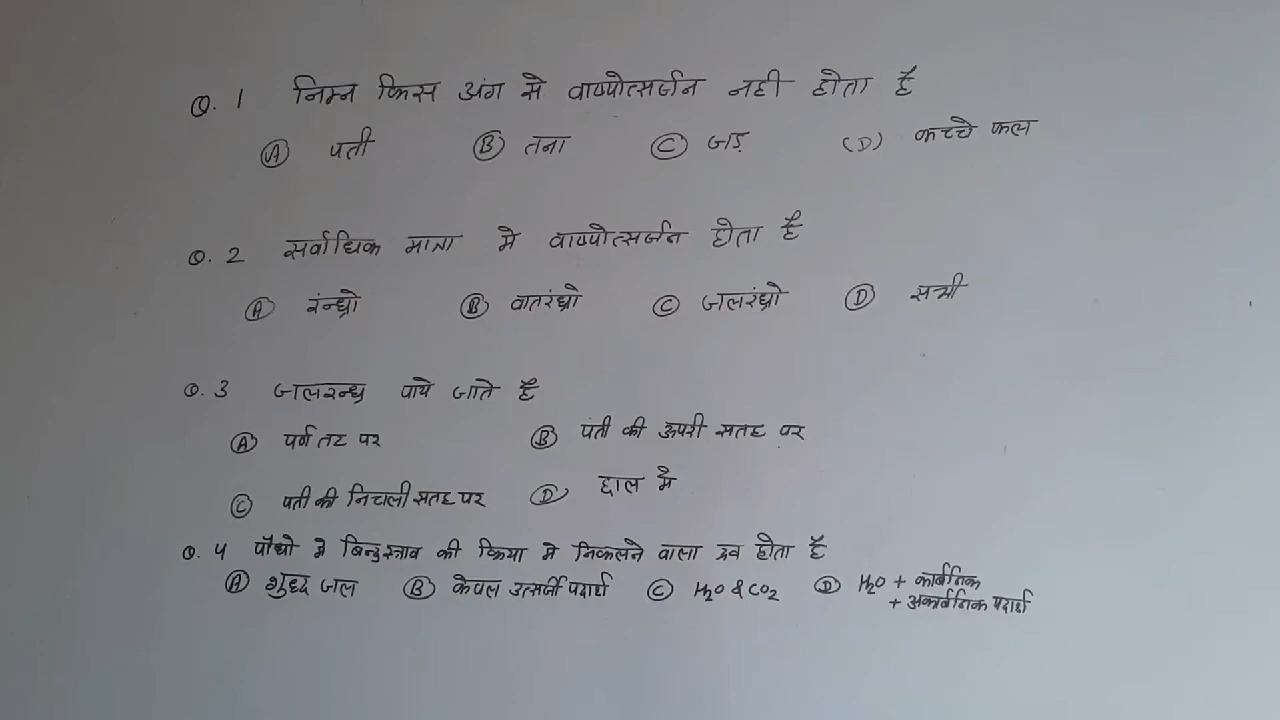 Q. 1 निम्न किस अंग से वाष्पोत्सर्जन नही होता है
(A) पती (B) तना (C) जड़ (D) कच्चे फल
Q. 2 सर्वाधिक मात्रा मे वाष्पोत्सर्जन होता है
(A) रंन्ध्रो (B) वातरंध्रो (C) जलरंध्रो (D) सभी
Q. 3 जलरन्ध्र पाये जाते है
(A) पर्ण तट पर (B) पती की ऊपरी सतह पर
(C) पती की निचली सतह पर (D) छाल मे
Q. 4 पौधो मे बिन्दुस्त्राव की क्रिया मे निकलने वाला द्रव होता है
(A) शुध्द जल (B) केवल उत्सर्जी पदार्थ (C) H₂O & CO₂ (D) H₂O + कार्बनिक
+ अकार्बनिक पदार्थ